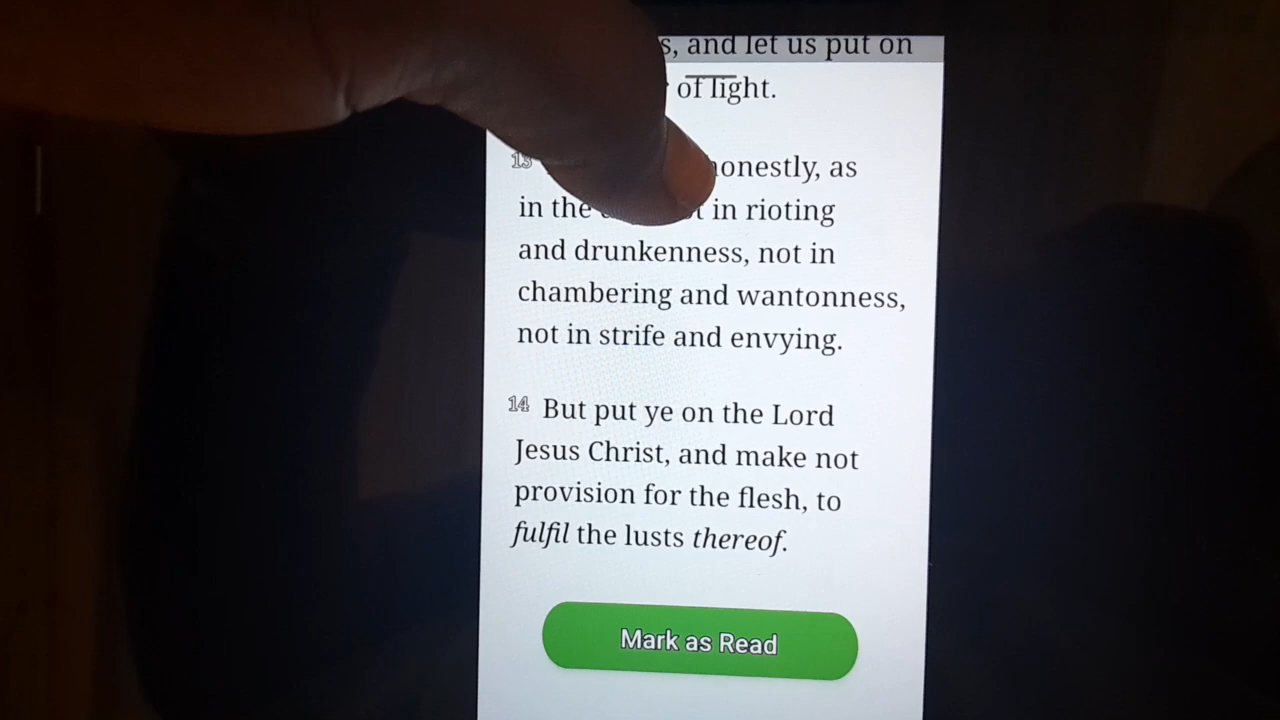 and let us put on
of light.
13 as
in the in rioting
and drunkenness, not in
chambering and wantonness,
not in strife and envying.
14 But put ye on the Lord
Jesus Christ, and make not
provision for the flesh, to
fulfil the lusts thereof.
Mark as Read